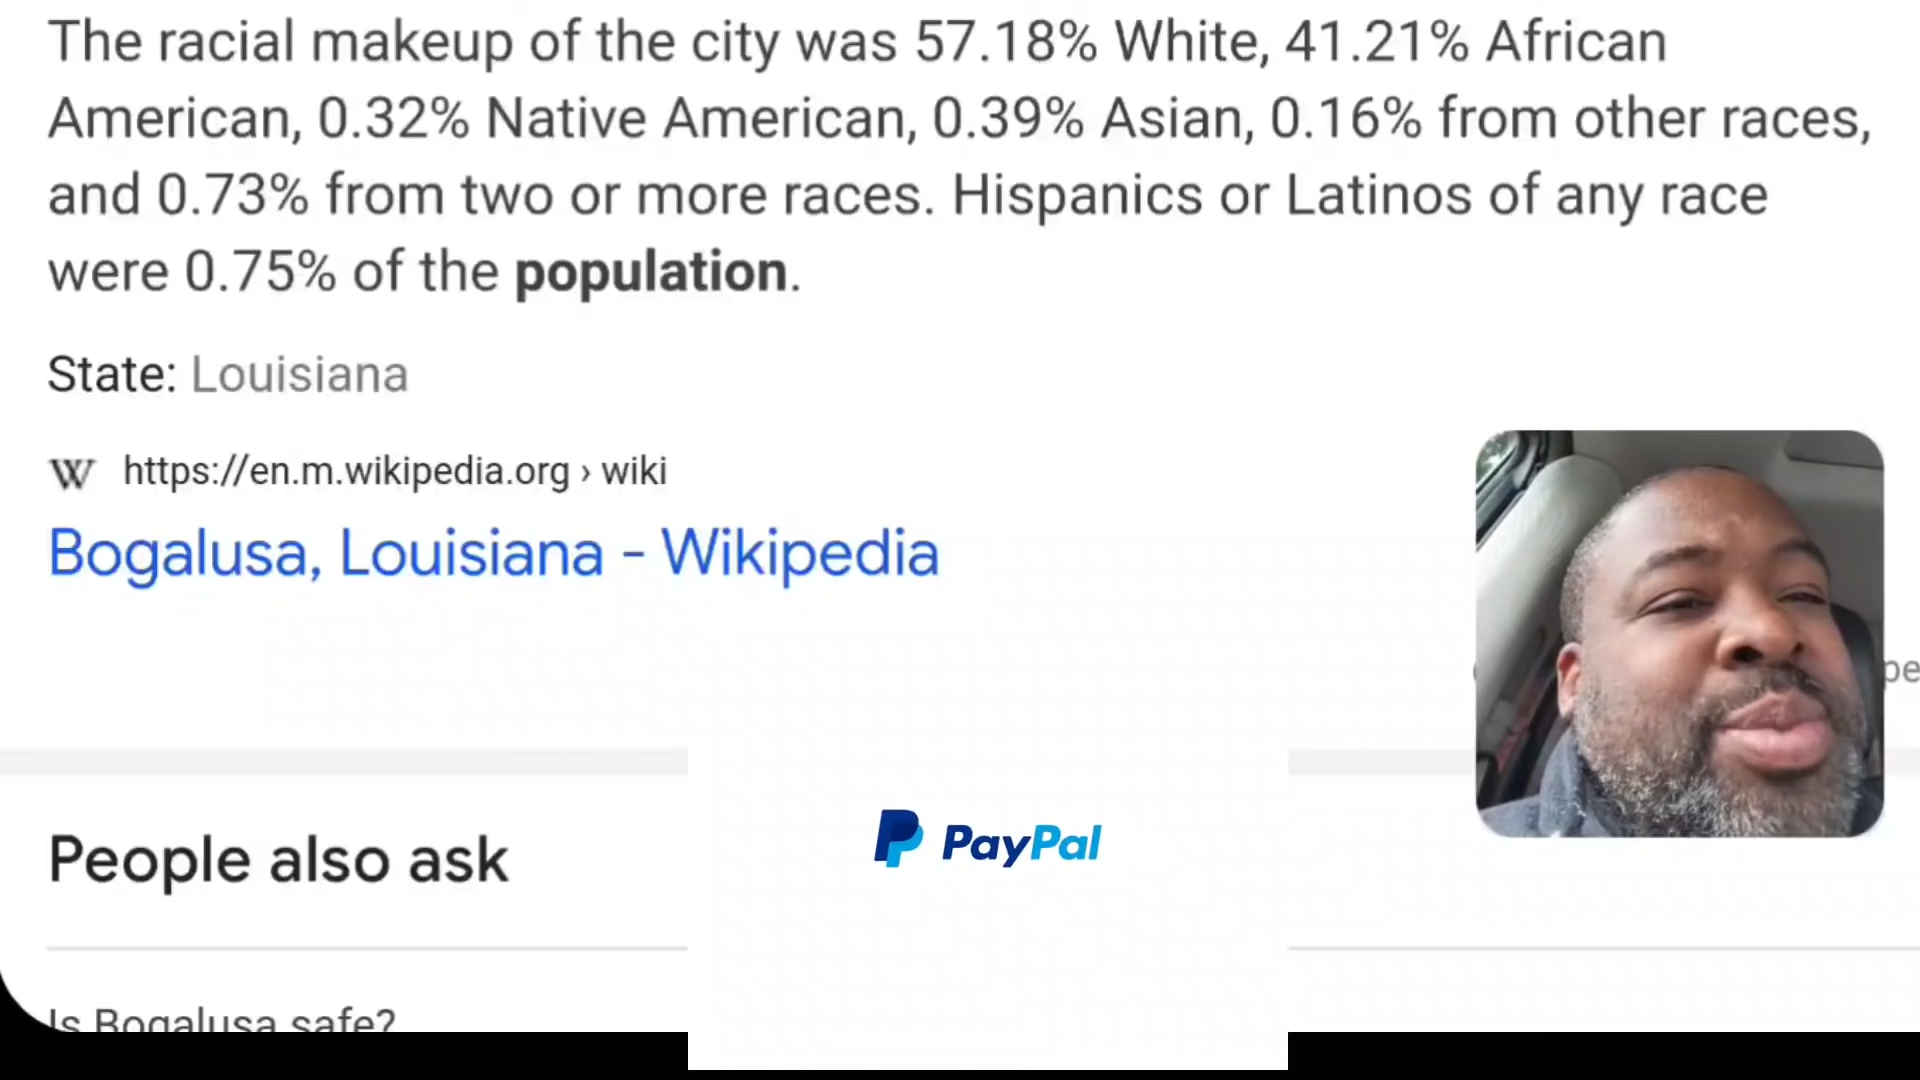 The racial makeup of the city was 57.18% White, 41.21% African
American, 0.32% Native American, 0.39% Asian, 0.16% from other races,
and 0.73% from two or more races. Hispanics or Latinos of any race
were 0.75% of the population.
State: Louisiana
W https://en.m.wikipedia.org › wiki
Bogalusa, Louisiana - Wikipedia
People also ask
P PayPal
Is Bogalusa safe?